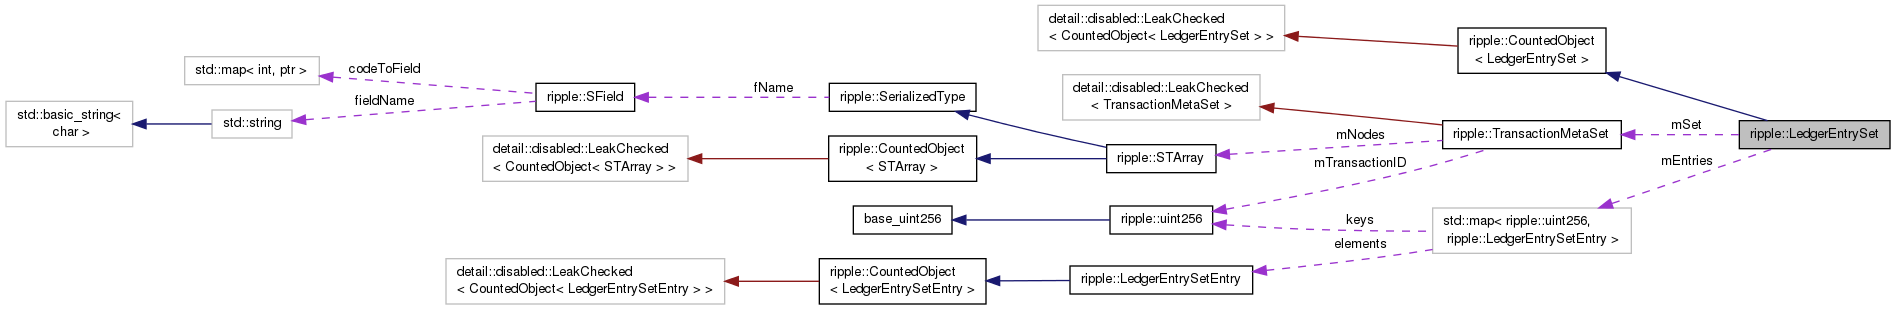 detail::disabled::LeakChecked
< CountedObject< LedgerEntrySet > >
ripple::CountedObject
< LedgerEntrySet >
std::map< int, ptr >
codeToField
fieldName
std::basic_string<
char >
std::string
ripple::SField
fName
ripple::SerializedType
detail::disabled::LeakChecked
< TransactionMetaSet >
ripple::TransactionMetaSet
mSet
ripple::LedgerEntrySet
mEntries
mNodes
mTransactionID
detail::disabled::LeakChecked
< CountedObject< STArray > >
ripple::CountedObject
< STArray >
ripple::STArray
base_uint256
ripple::uint256
keys
elements
std::map< ripple::uint256,
ripple::LedgerEntrySetEntry >
detail::disabled::LeakChecked
< CountedObject< LedgerEntrySetEntry > >
ripple::CountedObject
< LedgerEntrySetEntry >
ripple::LedgerEntrySetEntry